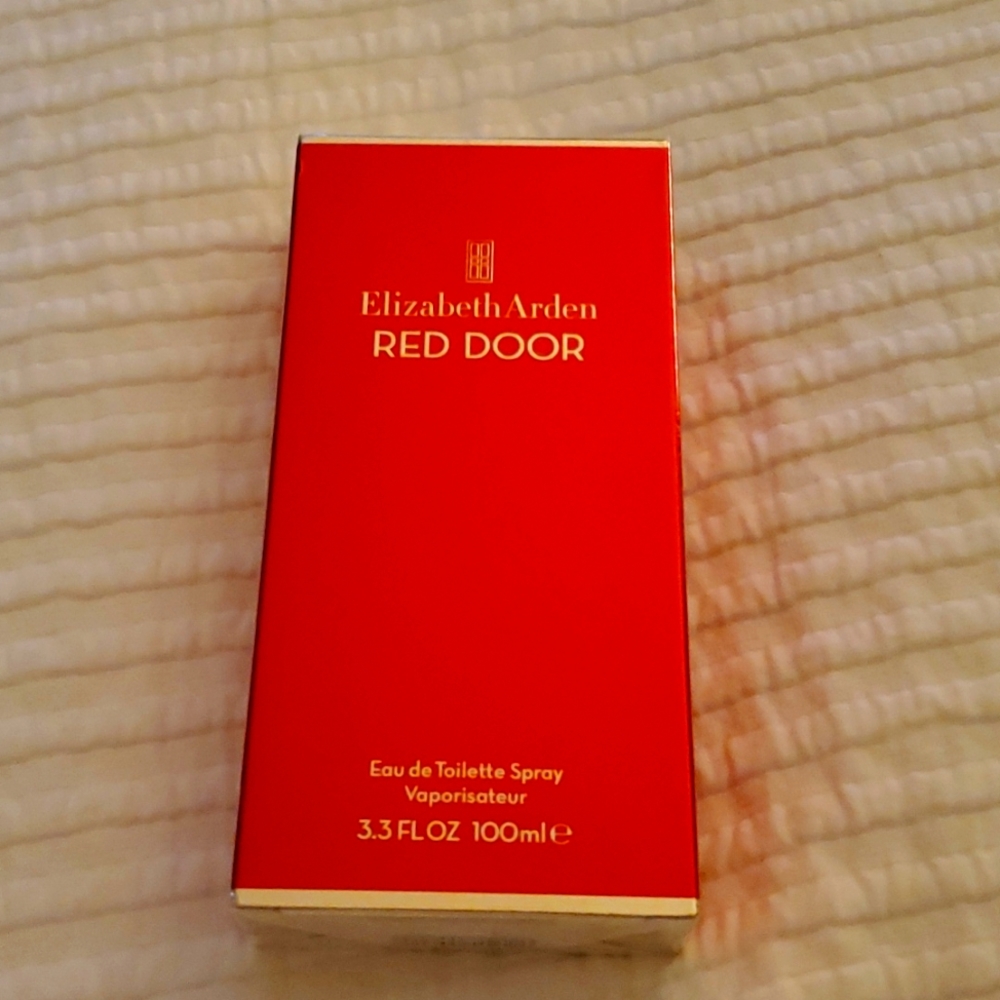 Elizabeth Arden
RED DOOR
Eau de Toilette Spray
Vaporisateur
3.3 FL OZ 100ml ℮